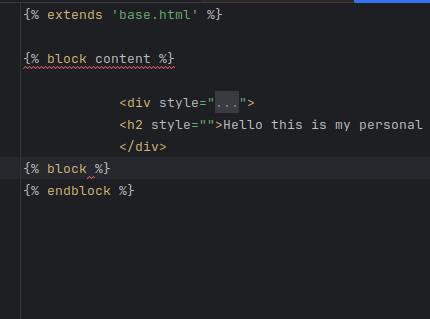 {% extends 'base.html' %}
{% block content %}
<div style="...">
<h2 style="">Hello this is my personal
</div>
{% block %}
{% endblock %}